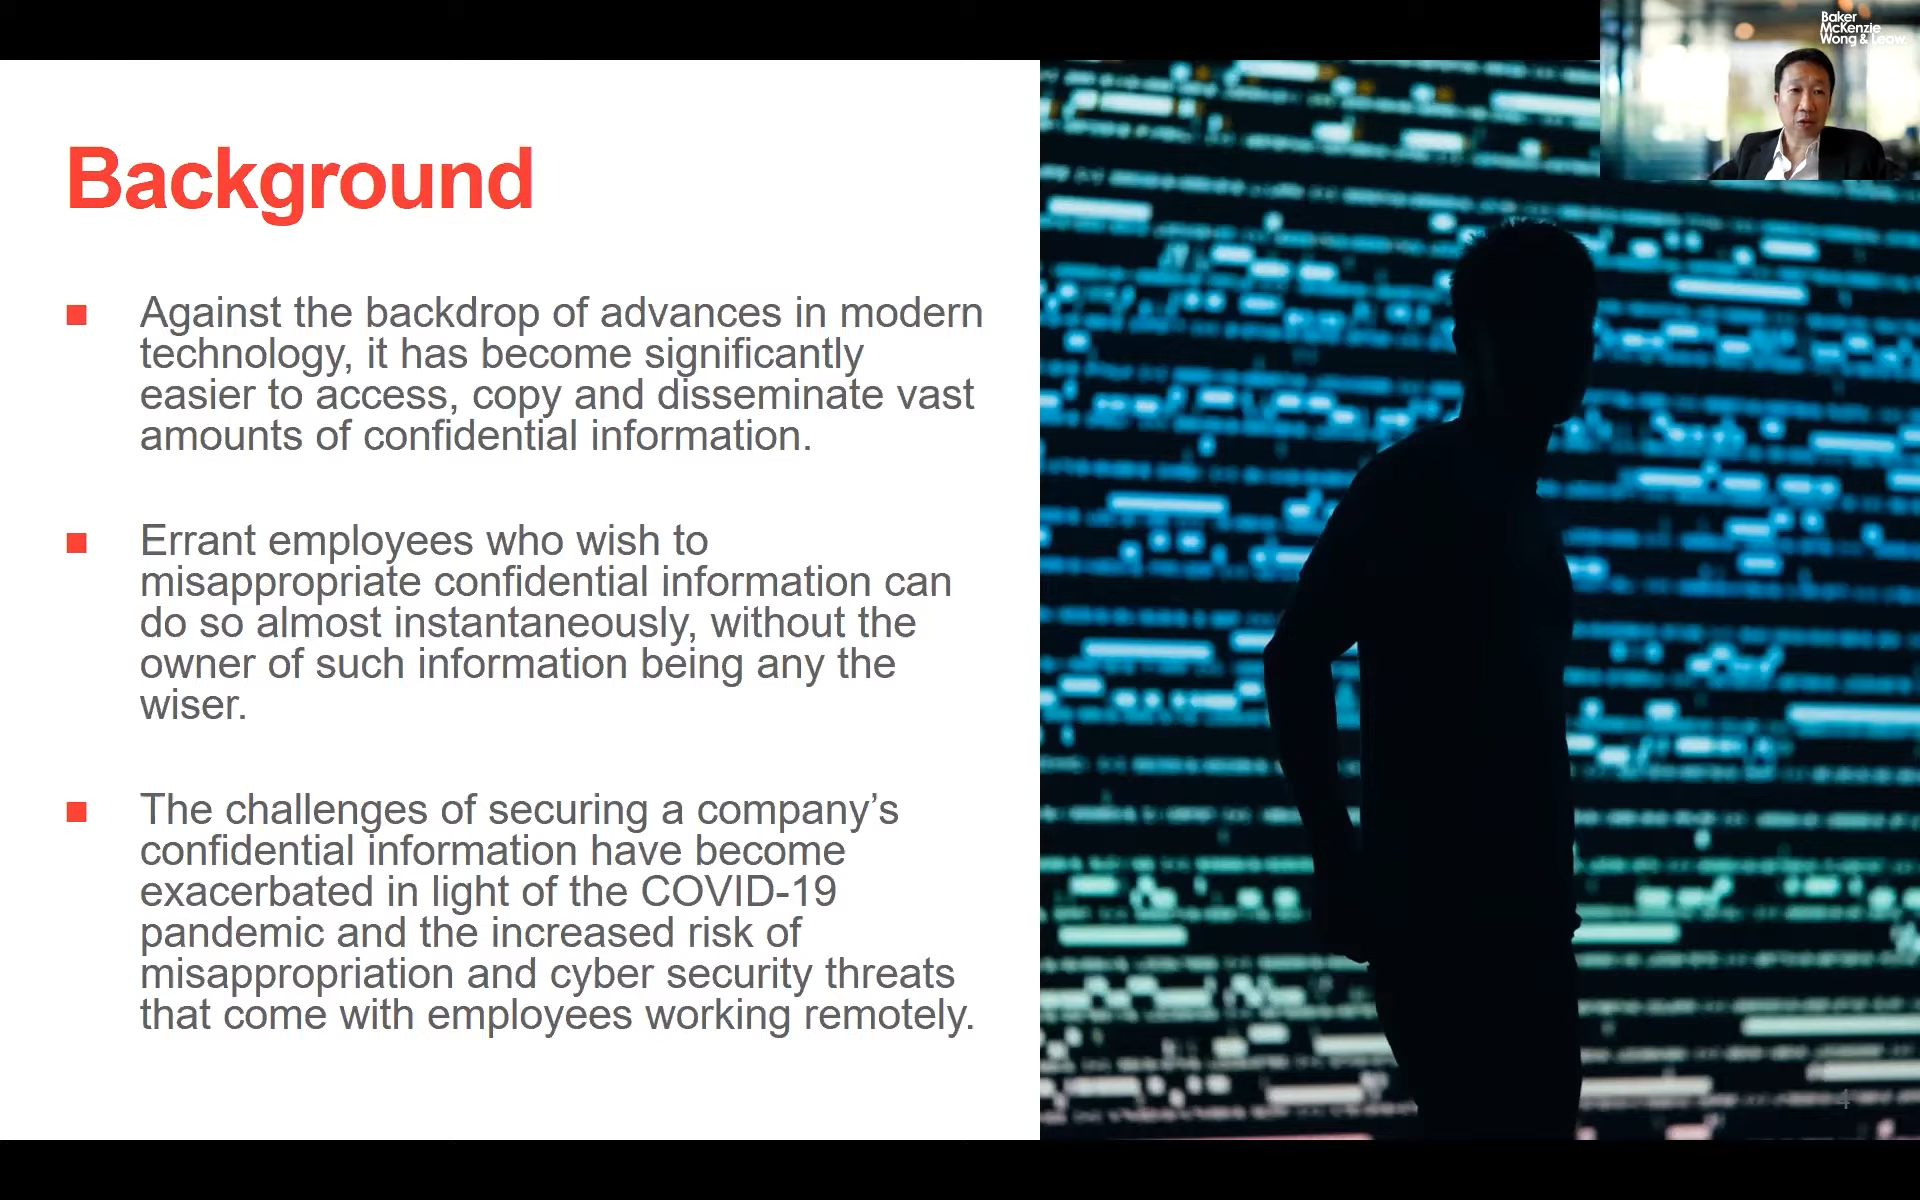 Baker
McKenzie
Wong & Leow
Background
Against the backdrop of advances in modern
technology, it has become significantly
easier to access, copy and disseminate vast
amounts of confidential information.
Errant employees who wish to
misappropriate confidential information can
do so almost instantaneously, without the
owner of such information being any the
wiser.
The challenges of securing a company’s
confidential information have become
exacerbated in light of the COVID-19
pandemic and the increased risk of
misappropriation and cyber security threats
that come with employees working remotely.
4